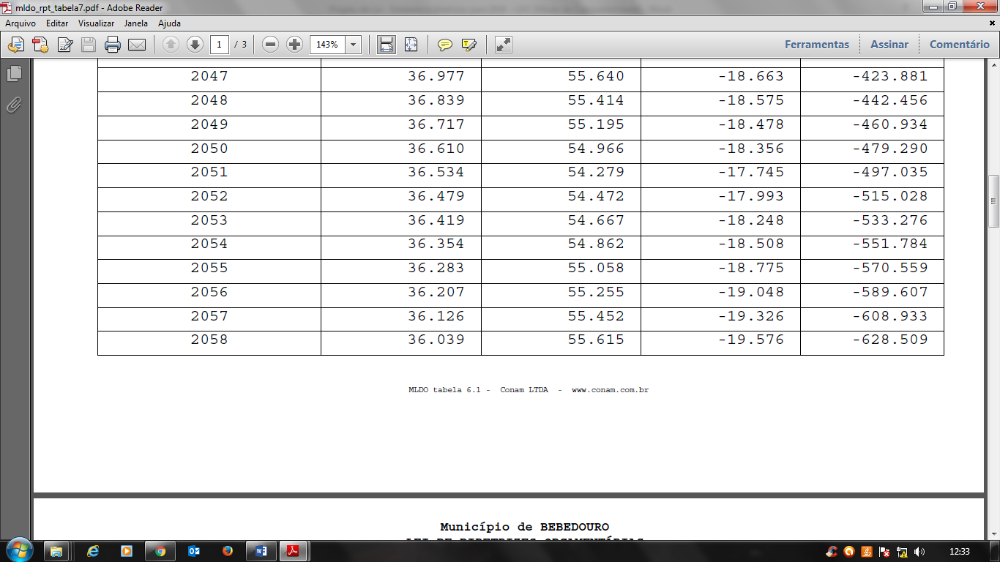 mldo_rpt_tabela7.pdf - Adobe Reader
Arquivo Editar Visualizar Janela Ajuda
1 / 3 143% Ferramentas Assinar Comentário
2047 36.977 55.640 -18.663 -423.881
2048 36.839 55.414 -18.575 -442.456
2049 36.717 55.195 -18.478 -460.934
2050 36.610 54.966 -18.356 -479.290
2051 36.534 54.279 -17.745 -497.035
2052 36.479 54.472 -17.993 -515.028
2053 36.419 54.667 -18.248 -533.276
2054 36.354 54.862 -18.508 -551.784
2055 36.283 55.058 -18.775 -570.559
2056 36.207 55.255 -19.048 -589.607
2057 36.126 55.452 -19.326 -608.933
2058 36.039 55.615 -19.576 -628.509
MLDO tabela 6.1 - Conam LTDA - www.conam.com.br
Município de BEBEDOURO
LEI DE DIRETRIZES ORÇAMENTÁRIAS
12:33